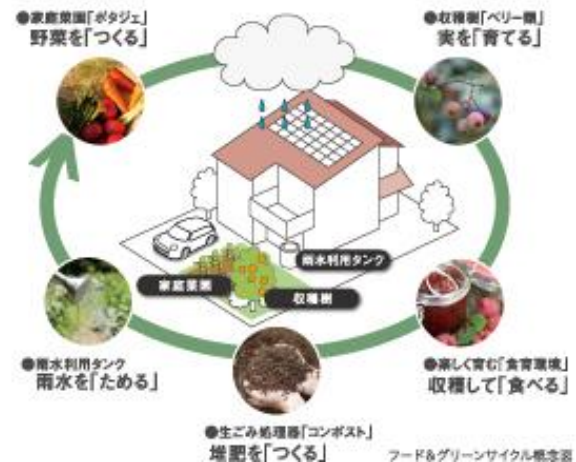 ●家庭菜園「ポタジェ」
野菜を「つくる」
●収穫樹「ベリー類」
実を「育てる」
雨水利用タンク
家庭菜園
収穫樹
●雨水利用タンク
雨水を「ためる」
●楽しく育む「食育環境」
収穫して「食べる」
●生ごみ処理器「コンポスト」
堆肥を「つくる」
フード&グリーンサイクル概念図